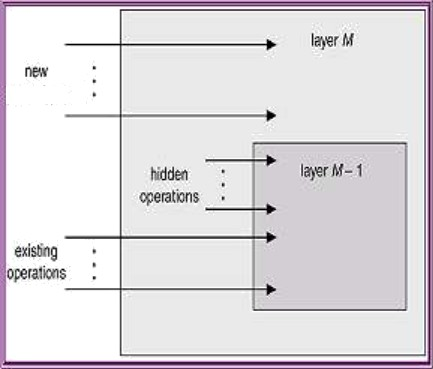 layer M
new
hidden
operations
layer M – 1
existing
operations